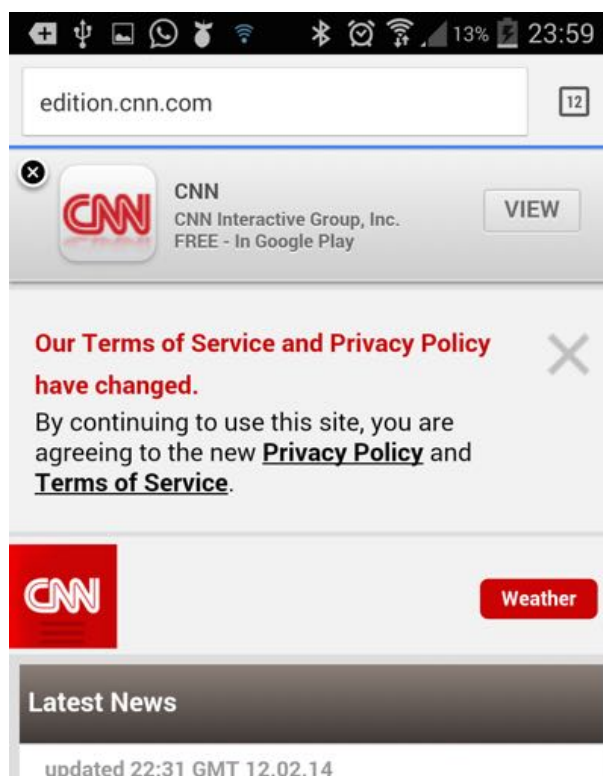 13% 23:59
edition.cnn.com 12
CNN
CNN
CNN Interactive Group, Inc.
FREE - In Google Play
VIEW
Our Terms of Service and Privacy Policy
have changed.
By continuing to use this site, you are
agreeing to the new Privacy Policy and
Terms of Service.
CNN
Weather
Latest News
updated 22:31 GMT 12.02.14